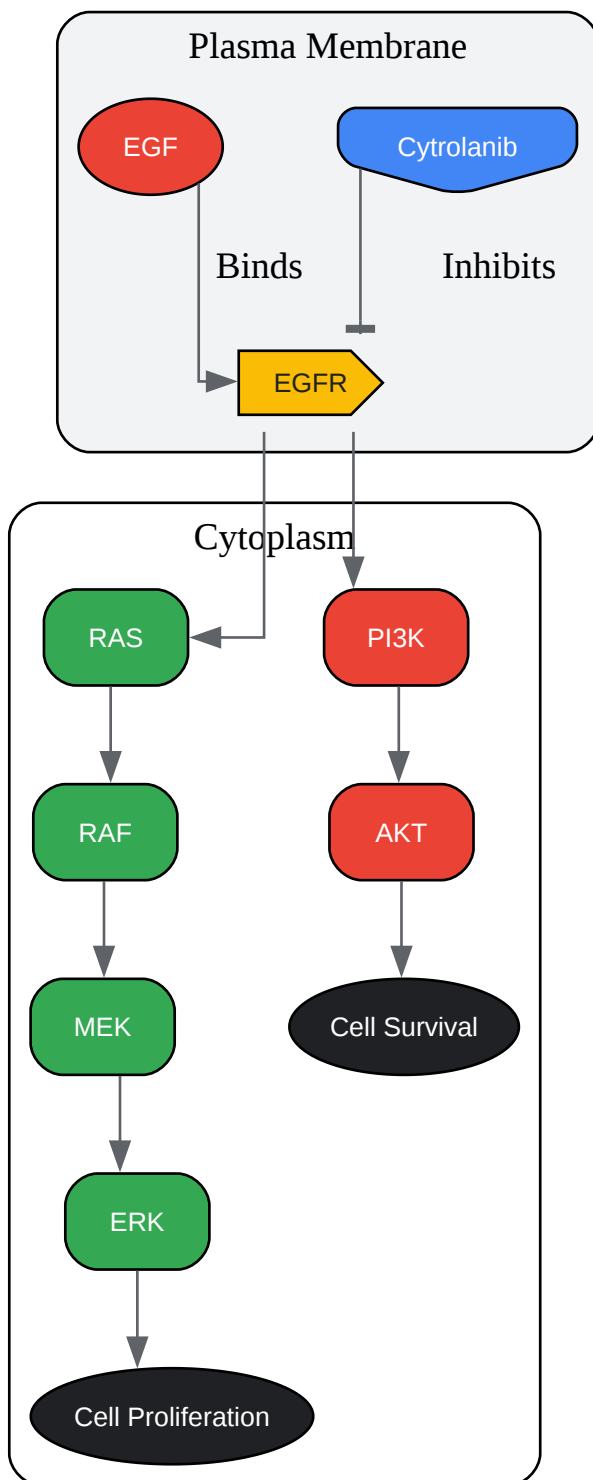 Plasma Membrane
EGF
Cytrolanib
Binds
Inhibits
EGFR
Cytoplasm
RAS
PI3K
RAF
AKT
MEK
Cell Survival
ERK
Cell Proliferation